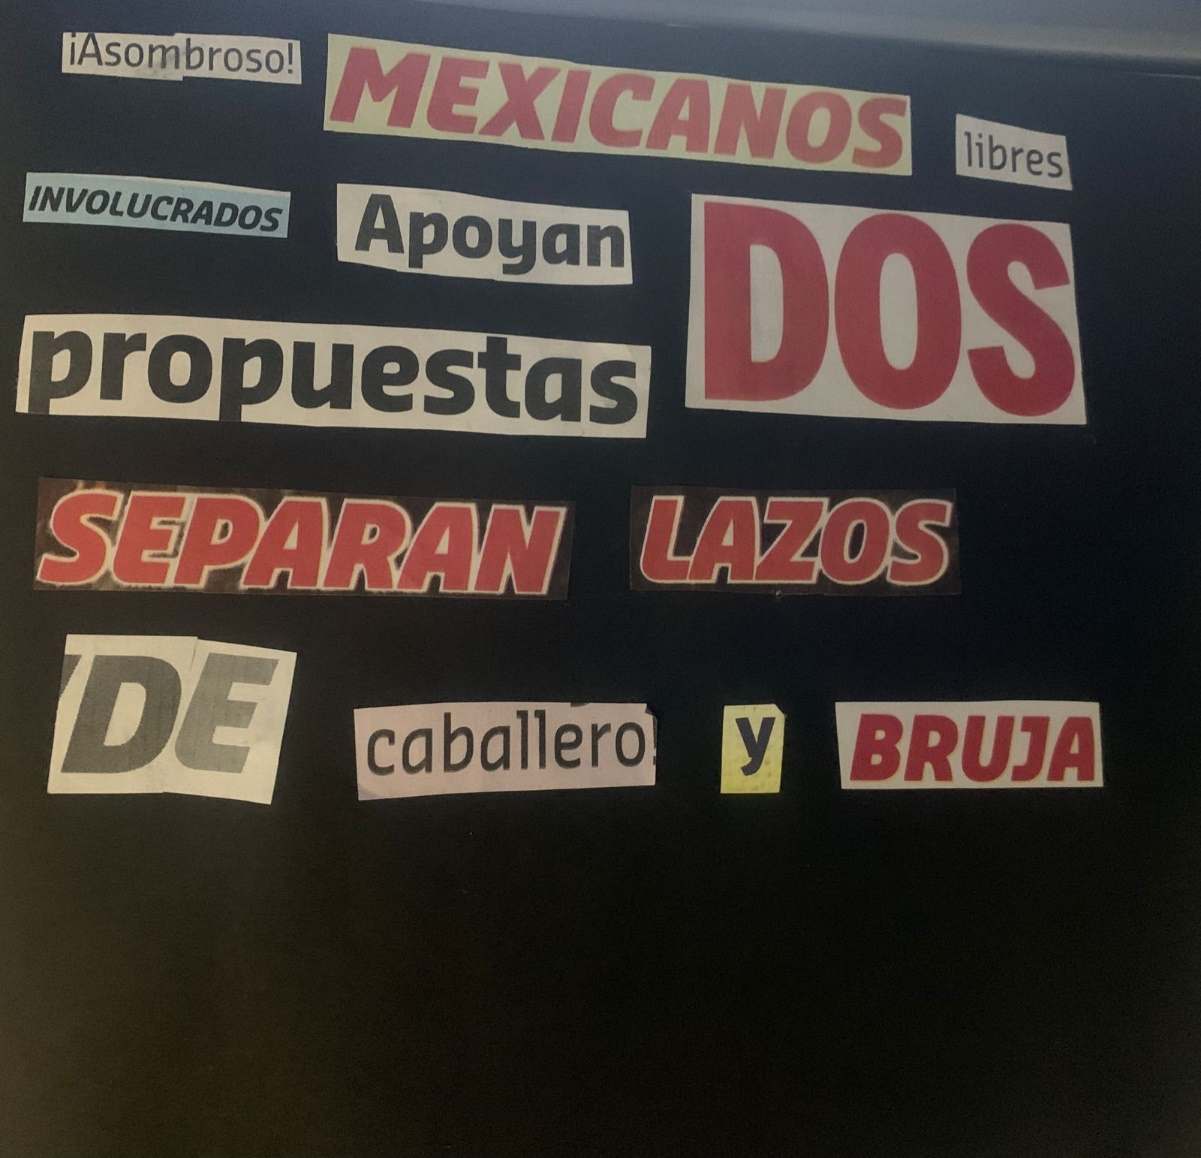 ¡Asombroso! MEXICANOS libres
INVOLUCRADOS Apoyan DOS
propuestas
SEPARAN LAZOS
DE caballero y BRUJA